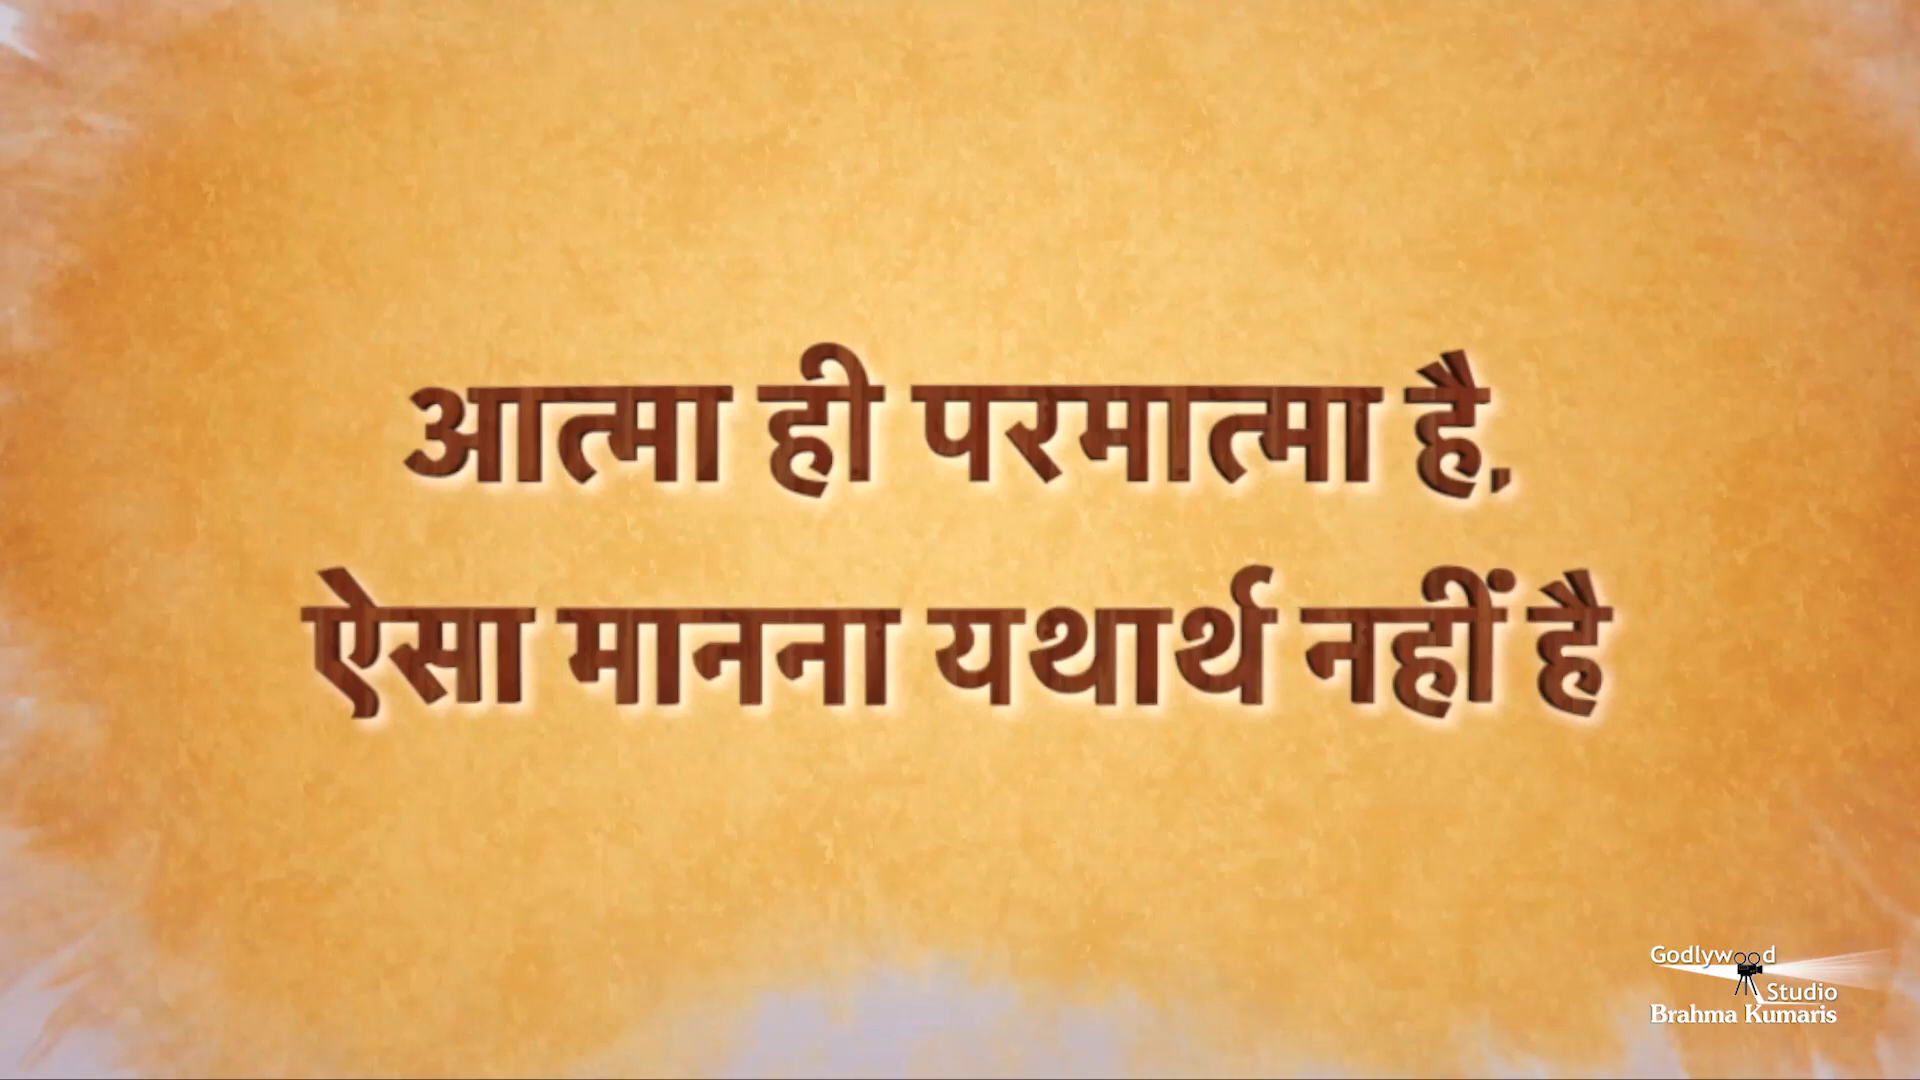 आत्मा ही परमात्मा है,
ऐसा मानना यथार्थ नहीं है
Godlywood
Studio
Brahma Kumaris